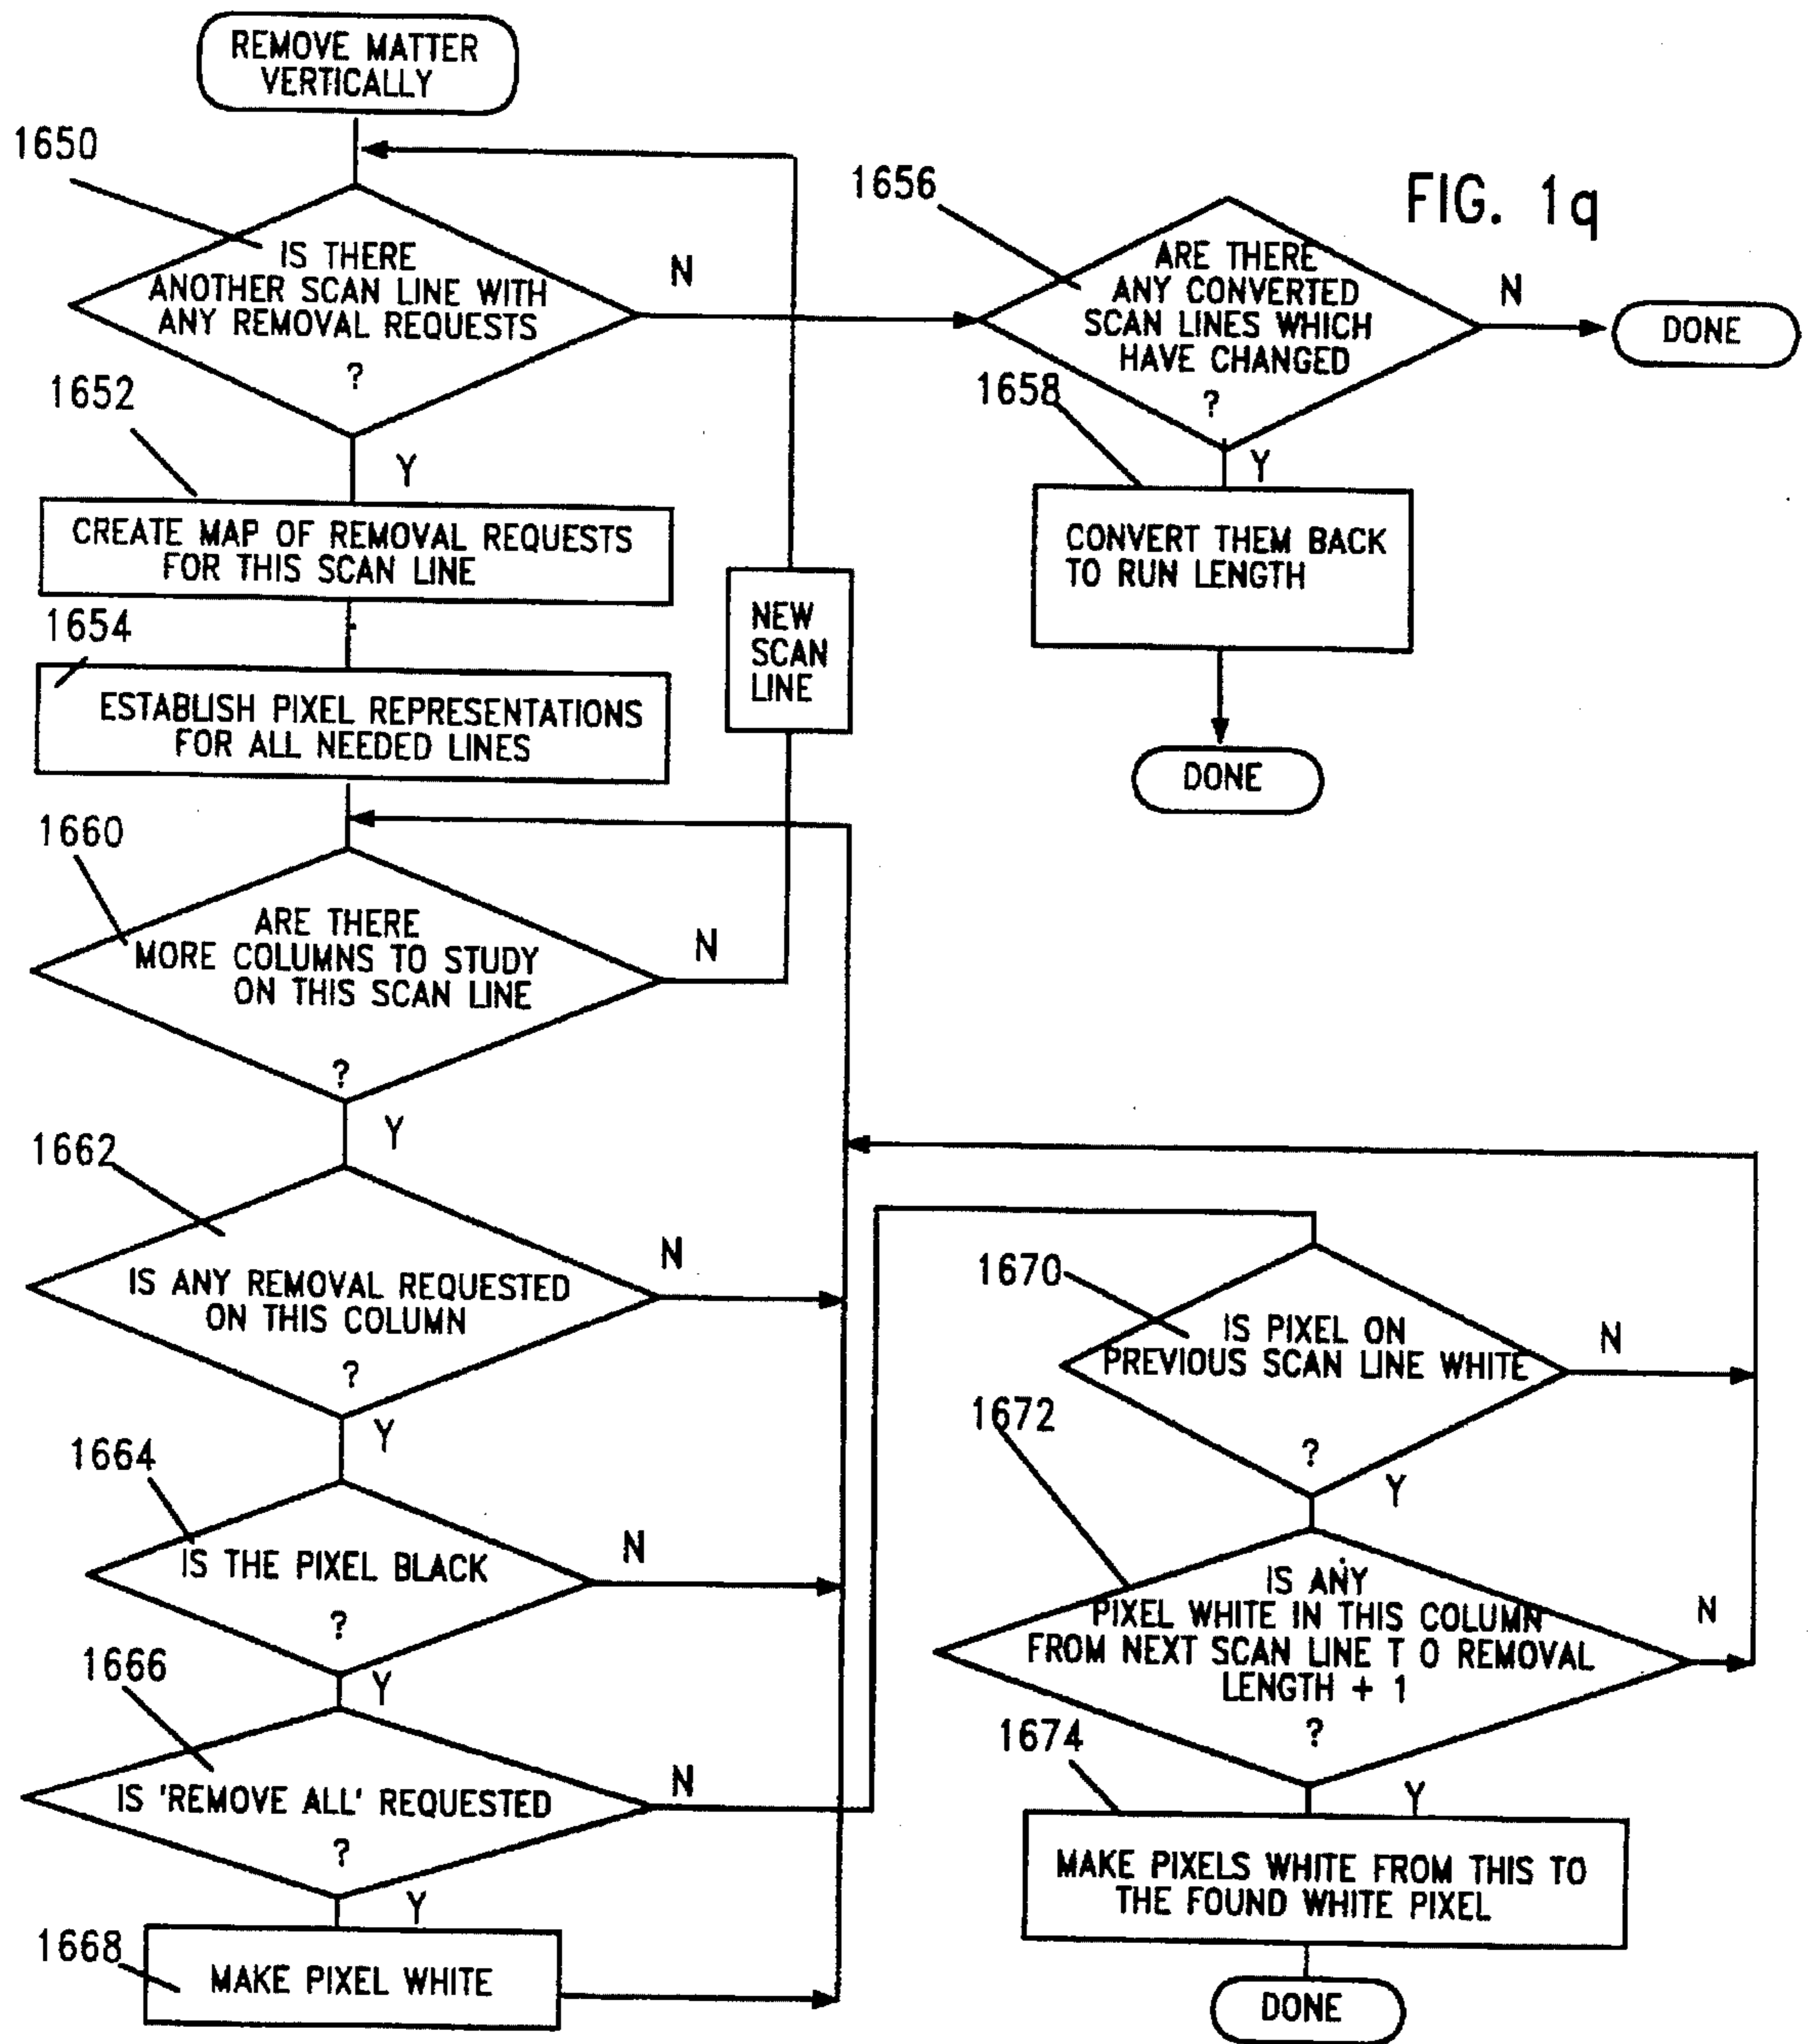 REMOVE MATTER
VERTICALLY
1650
IS THERE
ANOTHER SCAN LINE WITH
ANY REMOVAL REQUESTS
?
N
Y
1656
FIG. 1q
ARE THERE
ANY CONVERTED
SCAN LINES WHICH
HAVE CHANGED
?
N
DONE
Y
1658
CONVERT THEM BACK
TO RUN LENGTH
DONE
1652
CREATE MAP OF REMOVAL REQUESTS
FOR THIS SCAN LINE
NEW
SCAN
LINE
1654
ESTABLISH PIXEL REPRESENTATIONS
FOR ALL NEEDED LINES
1660
ARE THERE
MORE COLUMNS TO STUDY
ON THIS SCAN LINE
?
N
Y
1662
IS ANY REMOVAL REQUESTED
ON THIS COLUMN
?
N
Y
1664
IS THE PIXEL BLACK
?
N
Y
1666
IS 'REMOVE ALL' REQUESTED
?
N
Y
1668
MAKE PIXEL WHITE
1670
IS PIXEL ON
PREVIOUS SCAN LINE WHITE
?
N
Y
1672
IS ANY
PIXEL WHITE IN THIS COLUMN
FROM NEXT SCAN LINE T O REMOVAL
LENGTH + 1
?
N
Y
1674
MAKE PIXELS WHITE FROM THIS TO
THE FOUND WHITE PIXEL
DONE